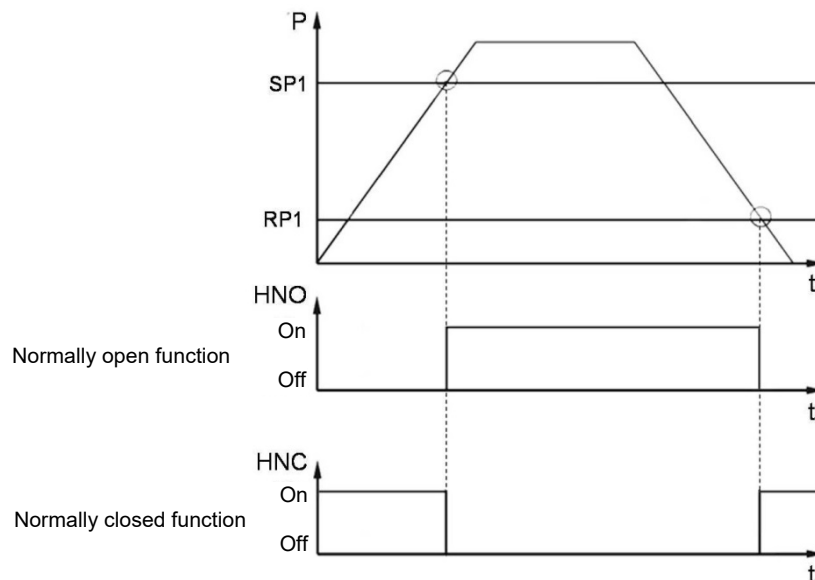 P
SP1
RP1
t
HNO
On
Normally open function
Off
t
HNC
On
Normally closed function
Off
t